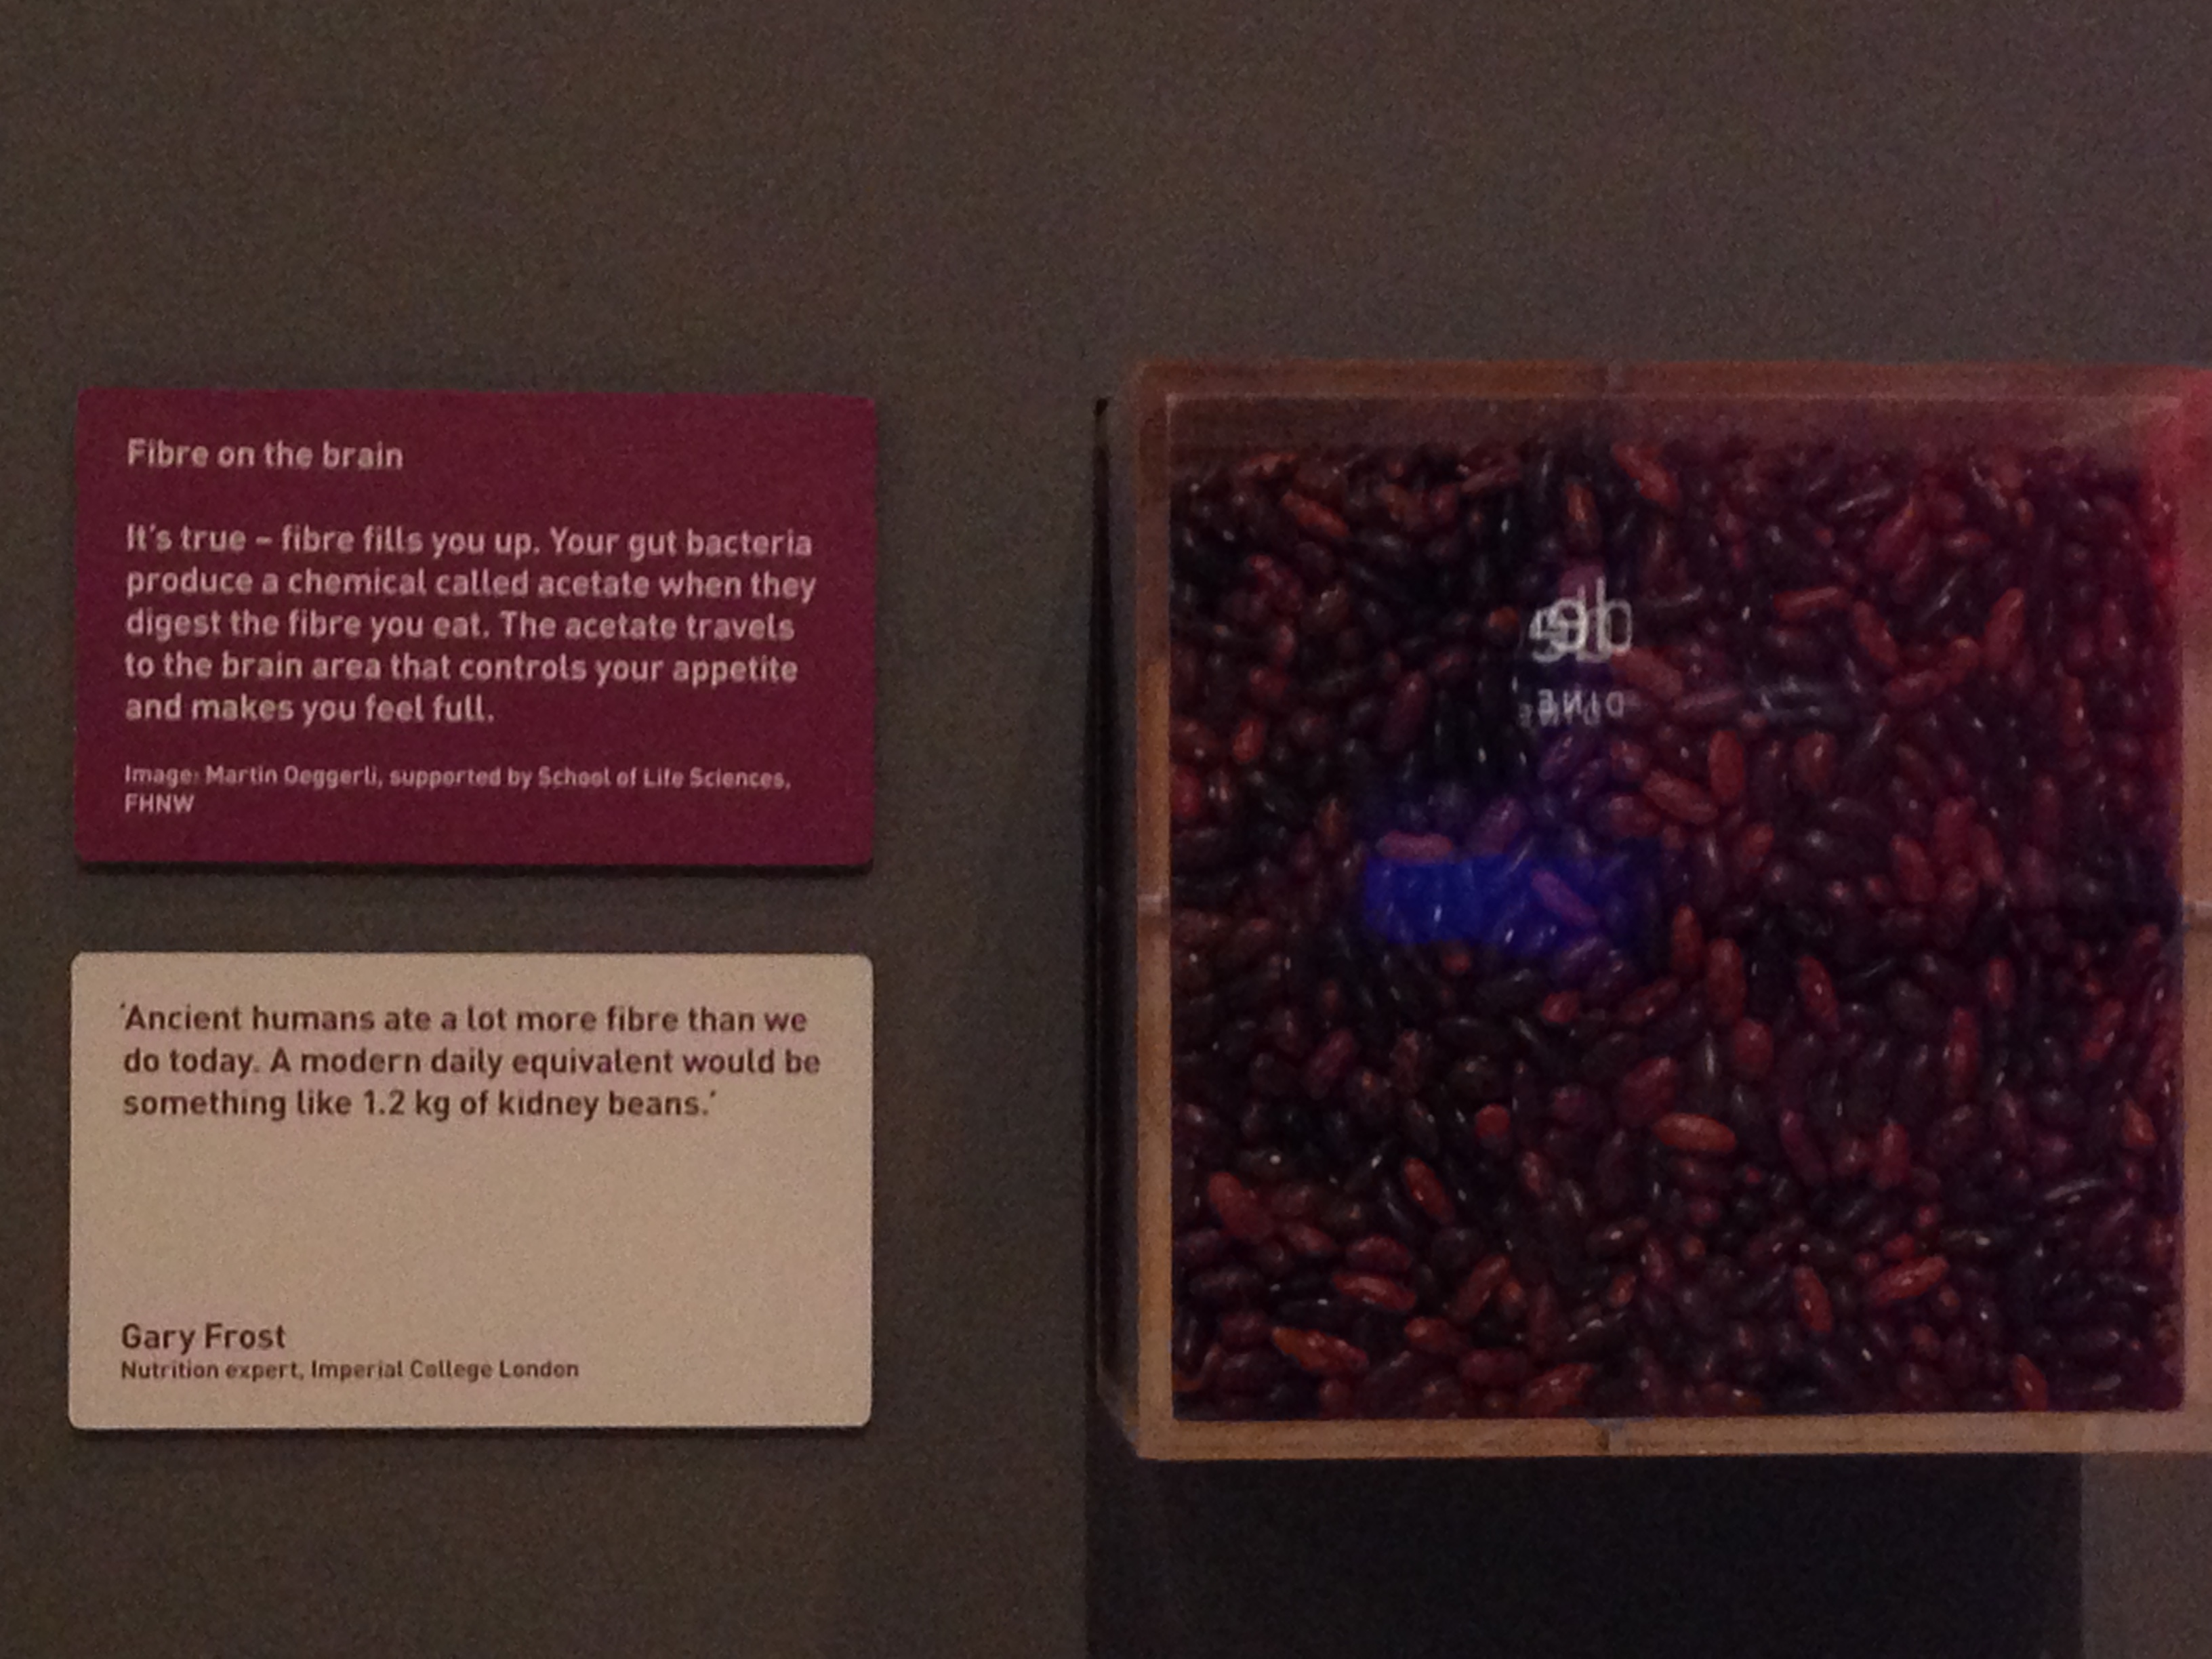 Fibre on the brain
It's true – fibre fills you up. Your gut bacteria
produce a chemical called acetate when they
digest the fibre you eat. The acetate travels
to the brain area that controls your appetite
and makes you feel full.
Image: Martin Oeggerli, supported by School of Life Sciences,
FHNW
'Ancient humans ate a lot more fibre than we
do today. A modern daily equivalent would be
something like 1.2 kg of kidney beans.'
Gary Frost
Nutrition expert, Imperial College London